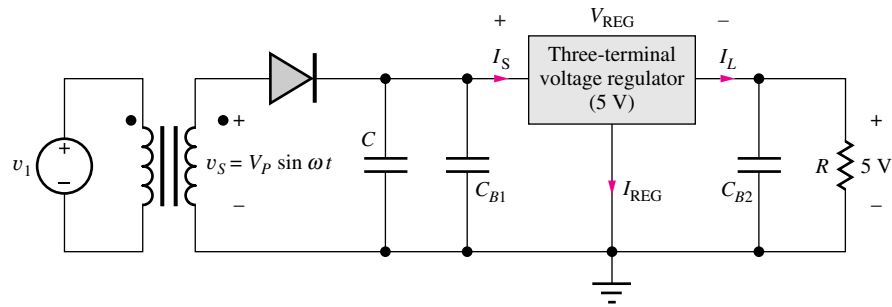 + V_REG –
I_S
Three-terminal
voltage regulator
(5 V)
I_L
v_1
+
–
+
v_S = V_P sin ωt
–
C
C_B1
I_REG
C_B2
R
+
5 V
–